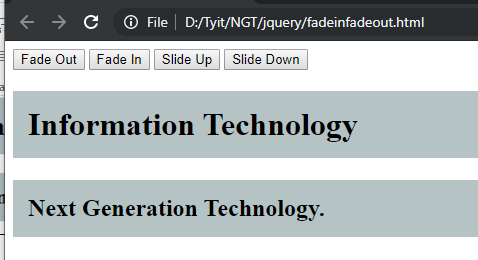 File D:/Tyit/NGT/jquery/fadeinfadeout.html
Fade Out Fade In Slide Up Slide Down
Information Technology
Next Generation Technology.